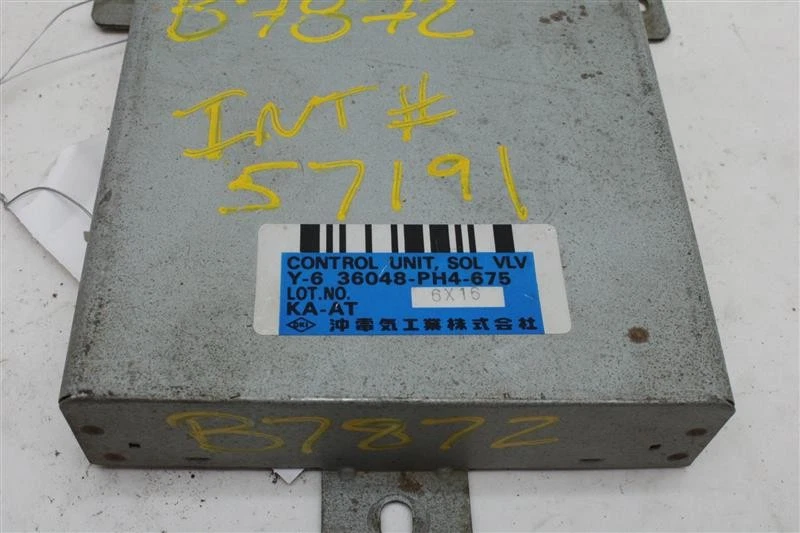 B7872
INT #
57191
CONTROL UNIT, SOL VLV
Y-6 36048-PH4-675
LOT.NO. 6X16
KA-AT
OKI 沖電気工業株式会社
B7872